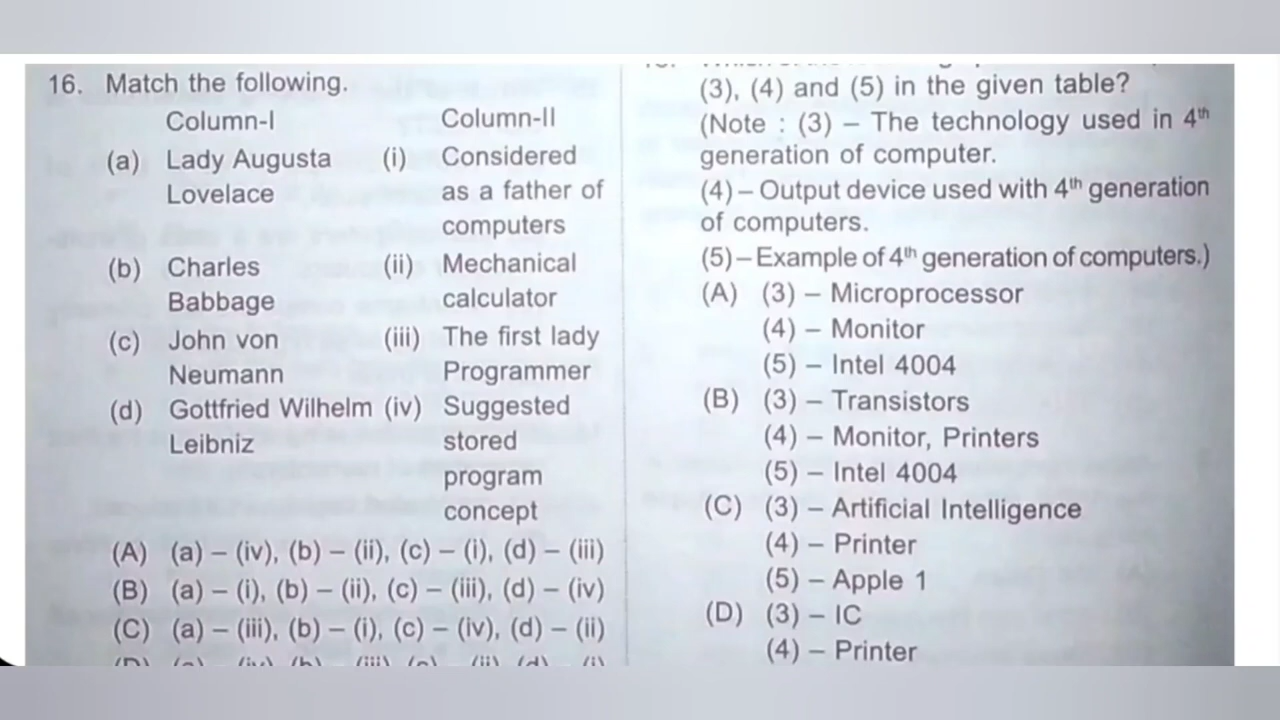 16. Match the following.
Column-I Column-II
(a) Lady Augusta (i) Considered
Lovelace as a father of
computers
(b) Charles (ii) Mechanical
Babbage calculator
(c) John von (iii) The first lady
Neumann Programmer
(d) Gottfried Wilhelm (iv) Suggested
Leibniz stored
program
concept
(A) (a) – (iv), (b) – (ii), (c) – (i), (d) – (iii)
(B) (a) – (i), (b) – (ii), (c) – (iii), (d) – (iv)
(C) (a) – (iii), (b) – (i), (c) – (iv), (d) – (ii)
(D) (a) (iv) (b) (iii) (c) (ii) (d) (i)
(3), (4) and (5) in the given table?
(Note : (3) – The technology used in 4th
generation of computer.
(4) – Output device used with 4th generation
of computers.
(5) – Example of 4th generation of computers.)
(A) (3) – Microprocessor
(4) – Monitor
(5) – Intel 4004
(B) (3) – Transistors
(4) – Monitor, Printers
(5) – Intel 4004
(C) (3) – Artificial Intelligence
(4) – Printer
(5) – Apple 1
(D) (3) – IC
(4) – Printer